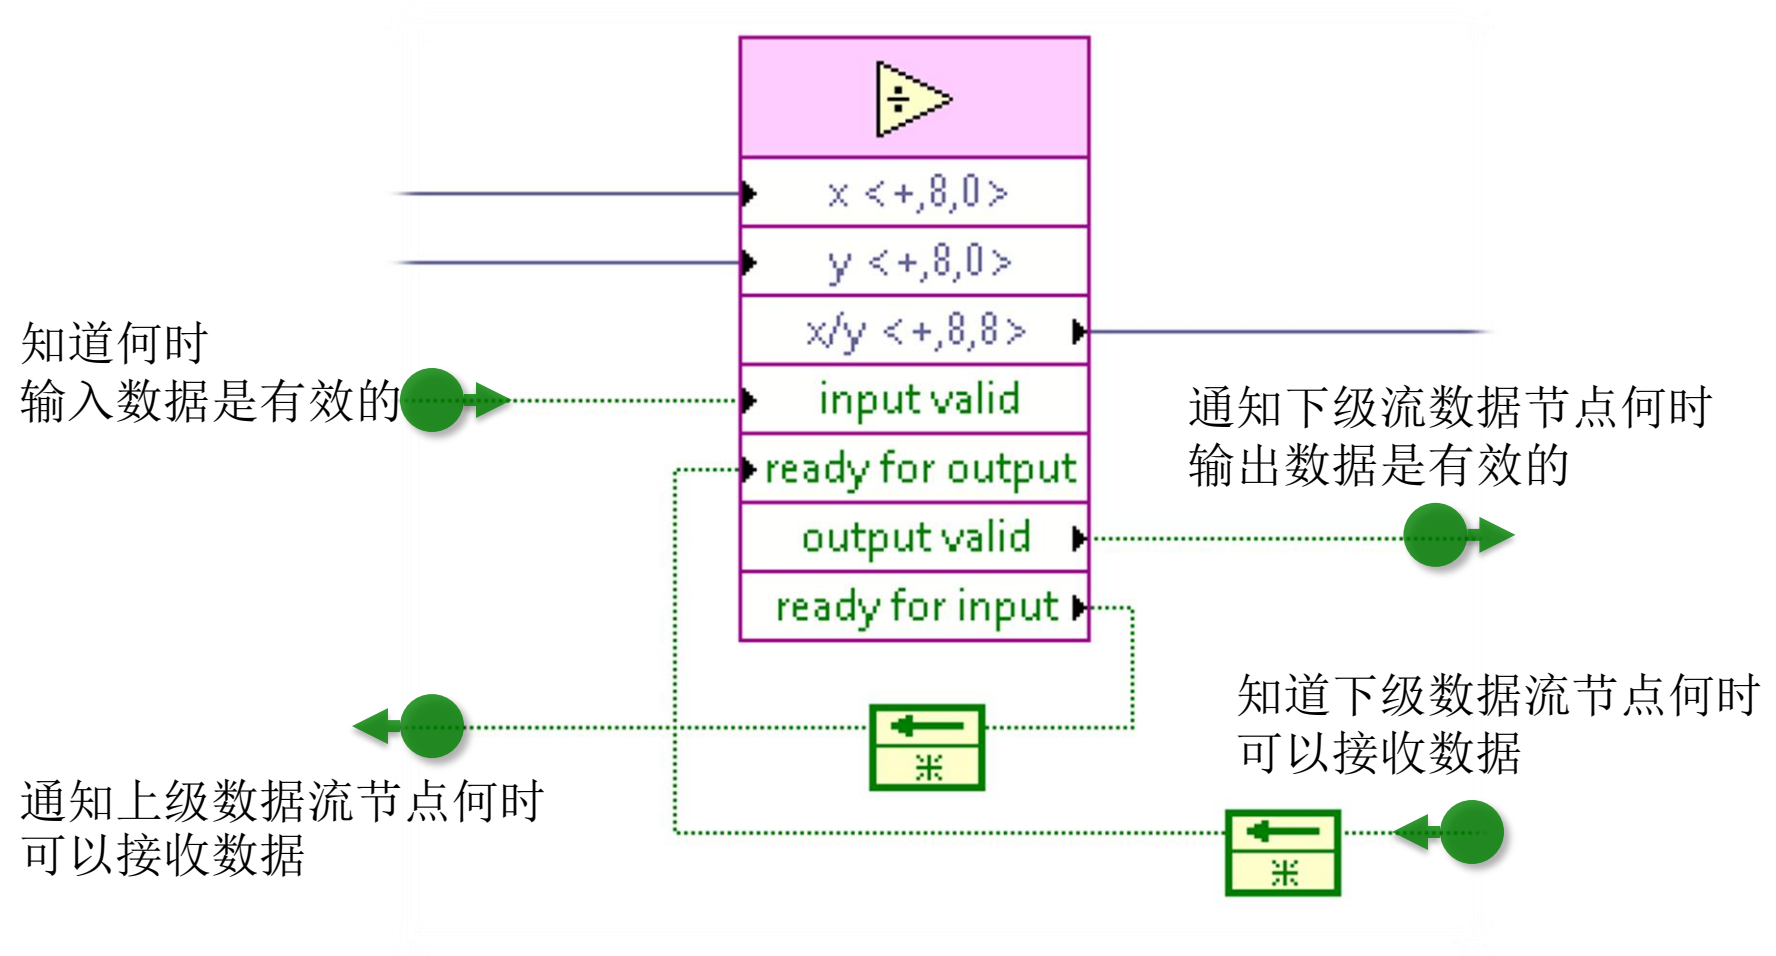 ÷
x <+,8,0>
y <+,8,0>
x/y <+,8,8>
input valid
ready for output
output valid
ready for input
知道何时
输入数据是有效的
通知下级流数据节点何时
输出数据是有效的
通知上级数据流节点何时
可以接收数据
知道下级数据流节点何时
可以接收数据